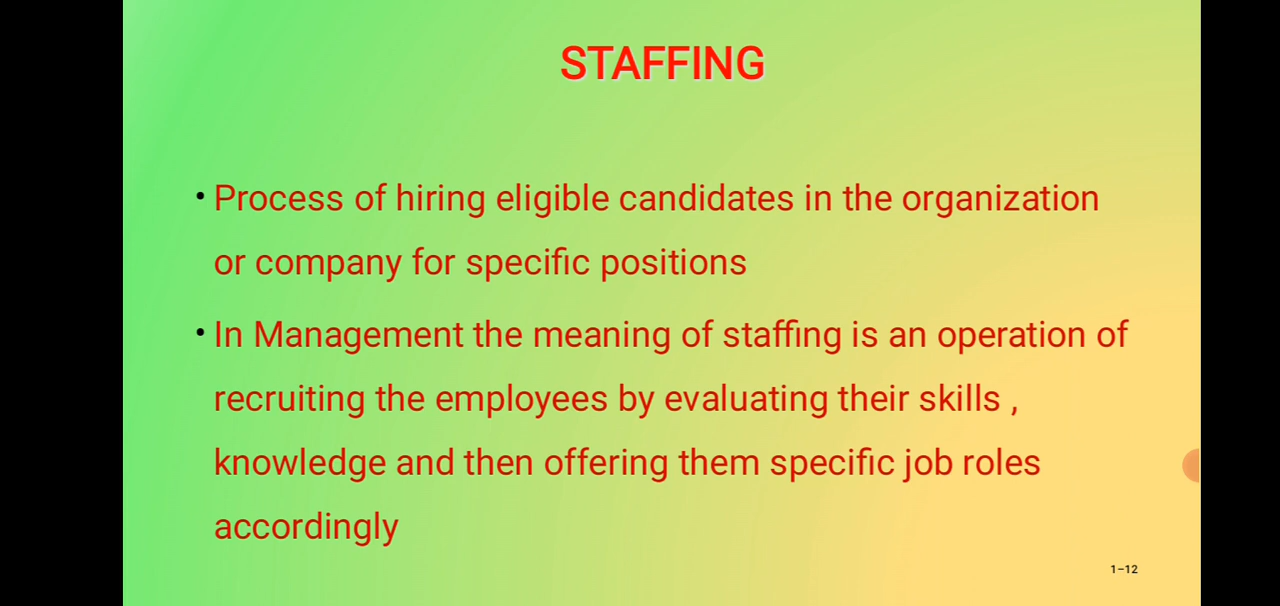 STAFFING
• Process of hiring eligible candidates in the organization
or company for specific positions
• In Management the meaning of staffing is an operation of
recruiting the employees by evaluating their skills ,
knowledge and then offering them specific job roles
accordingly
1–12